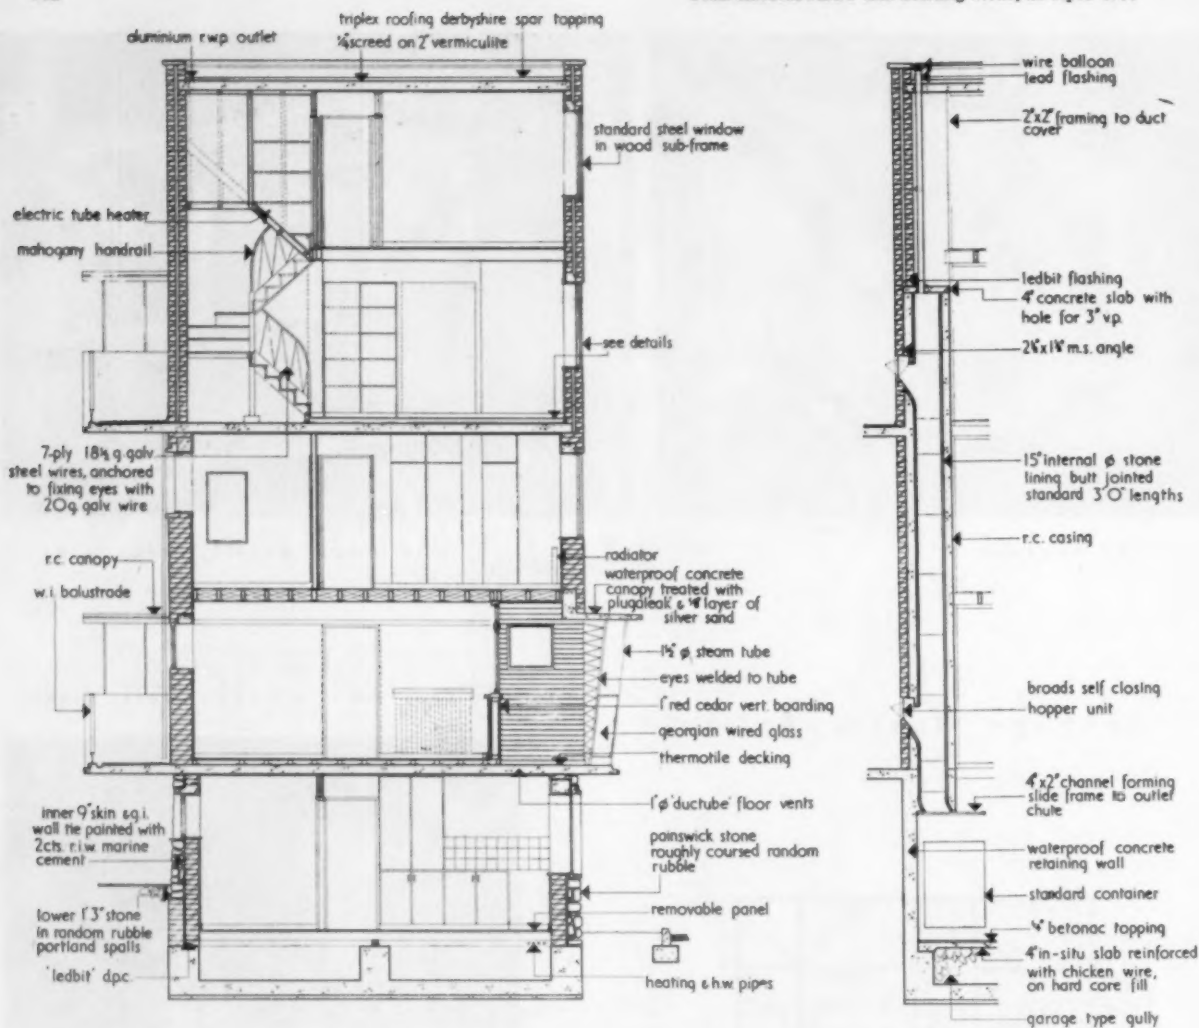 triplex roofing derbyshire spar topping
¼" screed on 2" vermiculite
aluminium r.w.p. outlet
standard steel window
in wood sub-frame
electric tube heater
mahogany handrail
see details
7-ply 18½ g. galv
steel wires, anchored
to fixing eyes with
20g. galv. wire
r.c. canopy
w.i. balustrade
radiator
waterproof concrete
canopy treated with
plugaleak & ⅛" layer of
silver sand
1½" ø steam tube
eyes welded to tube
1" red cedar vert. boarding
georgian wired glass
thermotile decking
1" ø 'ductube' floor vents
inner 9" skin & g.i.
wall tie painted with
2cts. r.i.w. marine
cement
painswick stone
roughly coursed random
rubble
lower 1'3" stone
in random rubble
portland spalls
removable panel
'ledbit' d.p.c.
heating & h.w. pipes
wire balloon
lead flashing
2"x2" framing to duct
cover
ledbit flashing
4" concrete slab with
hole for 3" v.p.
m.s. angle
15" internal ø stone
lining butt jointed
standard 3'0" lengths
r.c. casing
broads self closing
hopper unit
4"x2" channel forming
slide frame to outlet
chute
waterproof concrete
retaining wall
standard container
¼" betonac topping
4" in-situ slab reinforced
with chicken wire,
on hard core fill
garage type gully